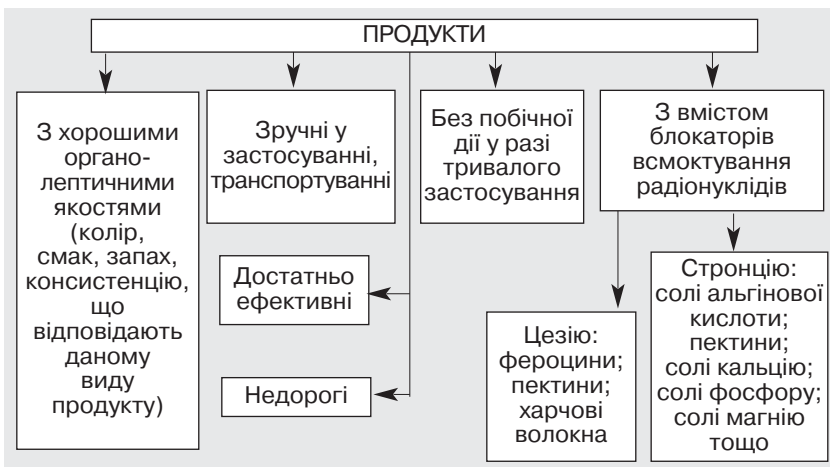 ПРОДУКТИ
З хорошими
органо-
лептичними
якостями
(колір,
смак, запах,
консистенцію,
що
відповідають
даному
виду
продукту)
Зручні у
застосуванні,
транспортуванні
Без побічної
дії у разі
тривалого
застосування
З вмістом
блокаторів
всмоктування
радіонуклідів
Достатньо
ефективні
Недорогі
Цезію:
фероцини;
пектини;
харчові
волокна
Стронцію:
солі альгінової
кислоти;
пектини;
солі кальцію;
солі фосфору;
солі магнію
тощо